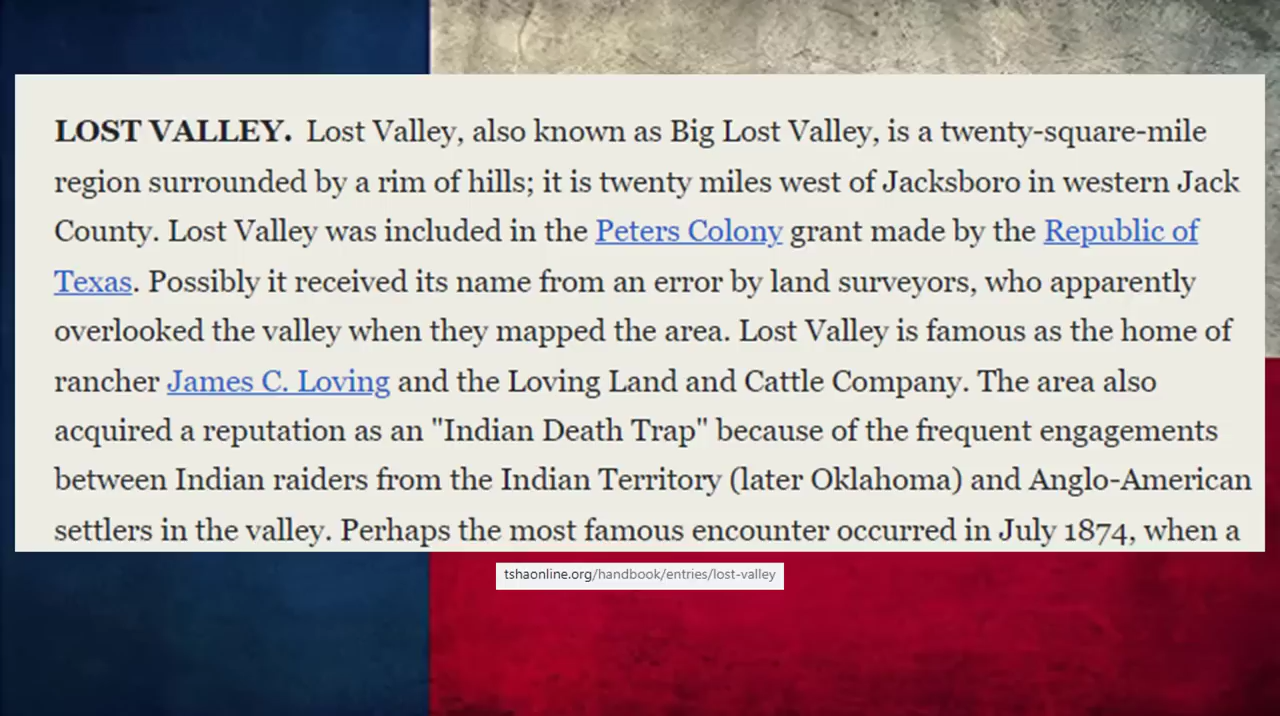 LOST VALLEY. Lost Valley, also known as Big Lost Valley, is a twenty-square-mile
region surrounded by a rim of hills; it is twenty miles west of Jacksboro in western Jack
County. Lost Valley was included in the Peters Colony grant made by the Republic of
Texas. Possibly it received its name from an error by land surveyors, who apparently
overlooked the valley when they mapped the area. Lost Valley is famous as the home of
rancher James C. Loving and the Loving Land and Cattle Company. The area also
acquired a reputation as an "Indian Death Trap" because of the frequent engagements
between Indian raiders from the Indian Territory (later Oklahoma) and Anglo-American
settlers in the valley. Perhaps the most famous encounter occurred in July 1874, when a
tshaonline.org/handbook/entries/lost-valley